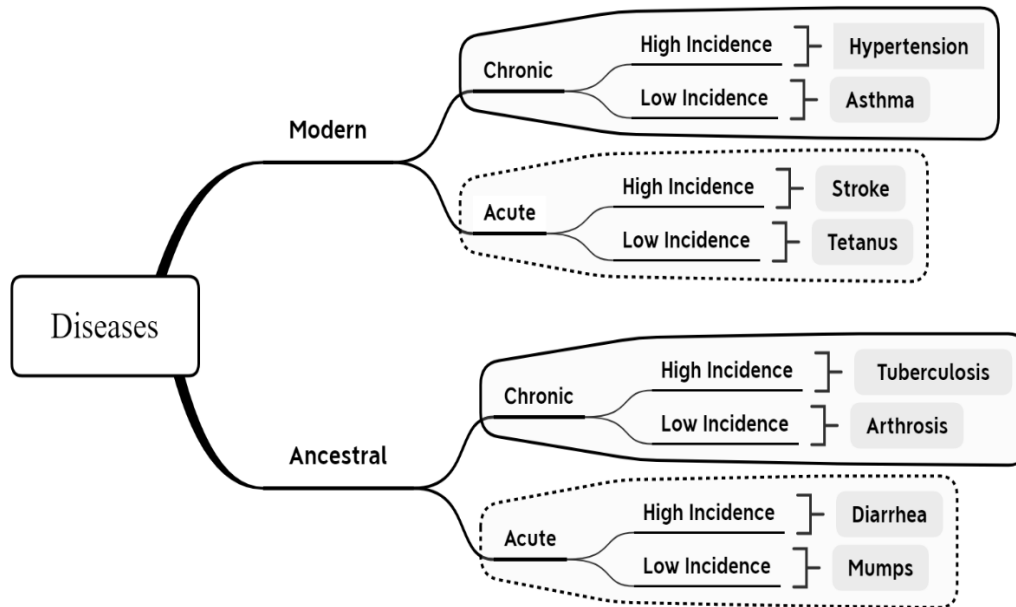 Diseases
Modern
Chronic
High Incidence
Hypertension
Low Incidence
Asthma
Acute
High Incidence
Stroke
Low Incidence
Tetanus
Ancestral
Chronic
High Incidence
Tuberculosis
Low Incidence
Arthrosis
Acute
High Incidence
Diarrhea
Low Incidence
Mumps